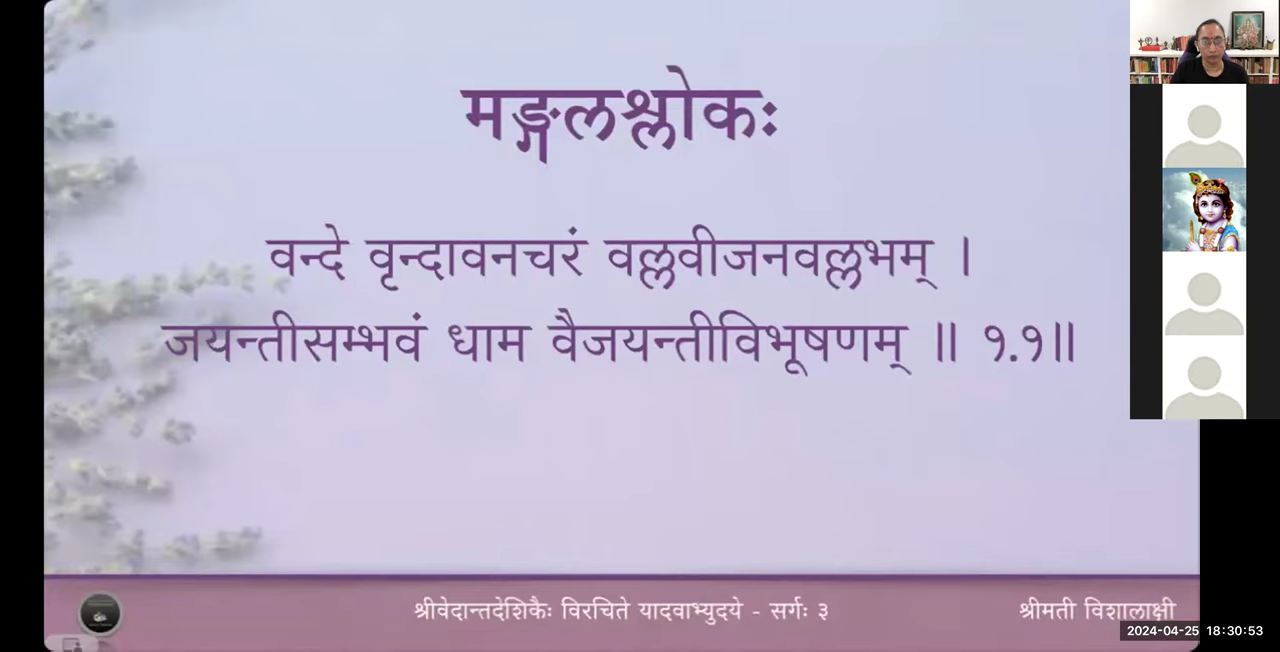 मङ्गलश्लोकः
वन्दे वृन्दावनचरं वल्लवीजनवल्लभम् ।
जयन्तीसम्भवं धाम वैजयन्तीविभूषणम् ॥ १.१॥
श्रीवेदान्तदेशिकैः विरचिते यादवाभ्युदये - सर्गः ३
श्रीमती विशालाक्षी
2024-04-25 18:30:53